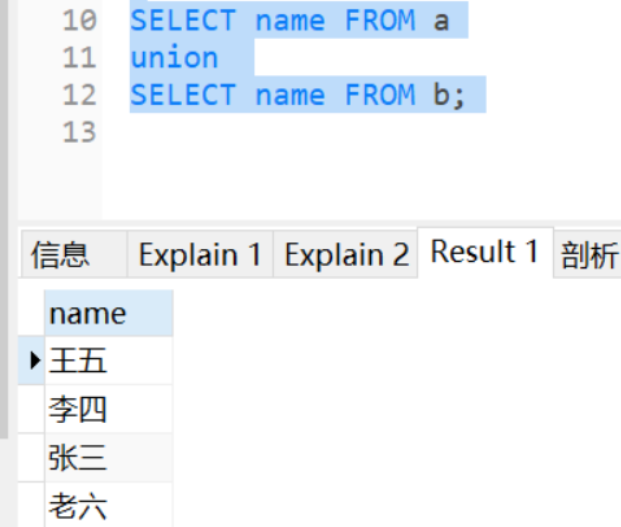 10 SELECT name FROM a
11 union
12 SELECT name FROM b;
13
信息 Explain 1 Explain 2 Result 1 剖析
name
王五
李四
张三
老六